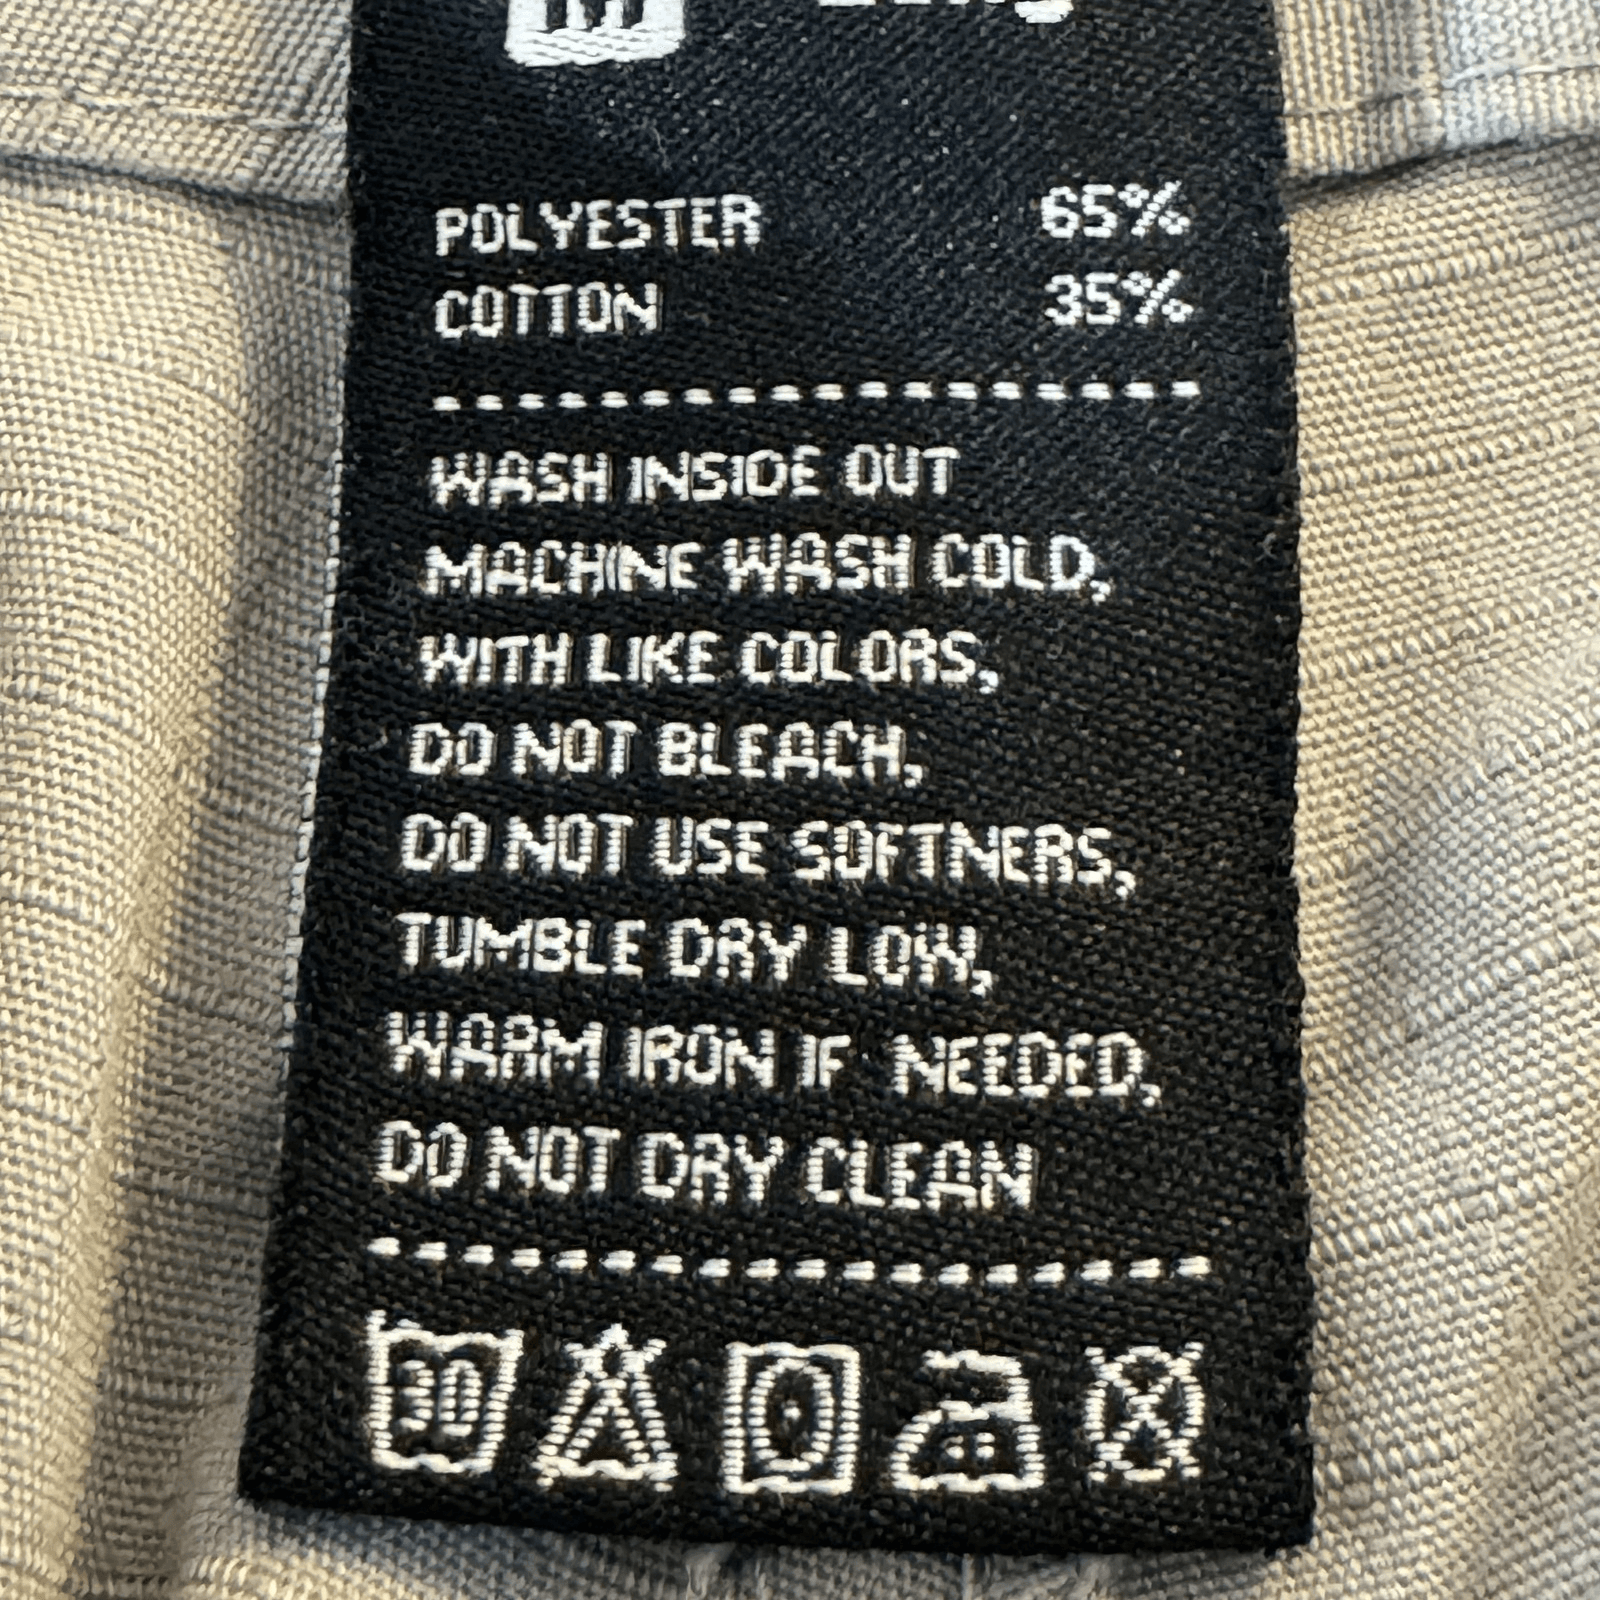 POLYESTER 65%
COTTON 35%
WASH INSIDE OUT
MACHINE WASH COLD,
WITH LIKE COLORS,
DO NOT BLEACH,
DO NOT USE SOFTNERS,
TUMBLE DRY LOW,
WARM IRON IF NEEDED,
DO NOT DRY CLEAN
30